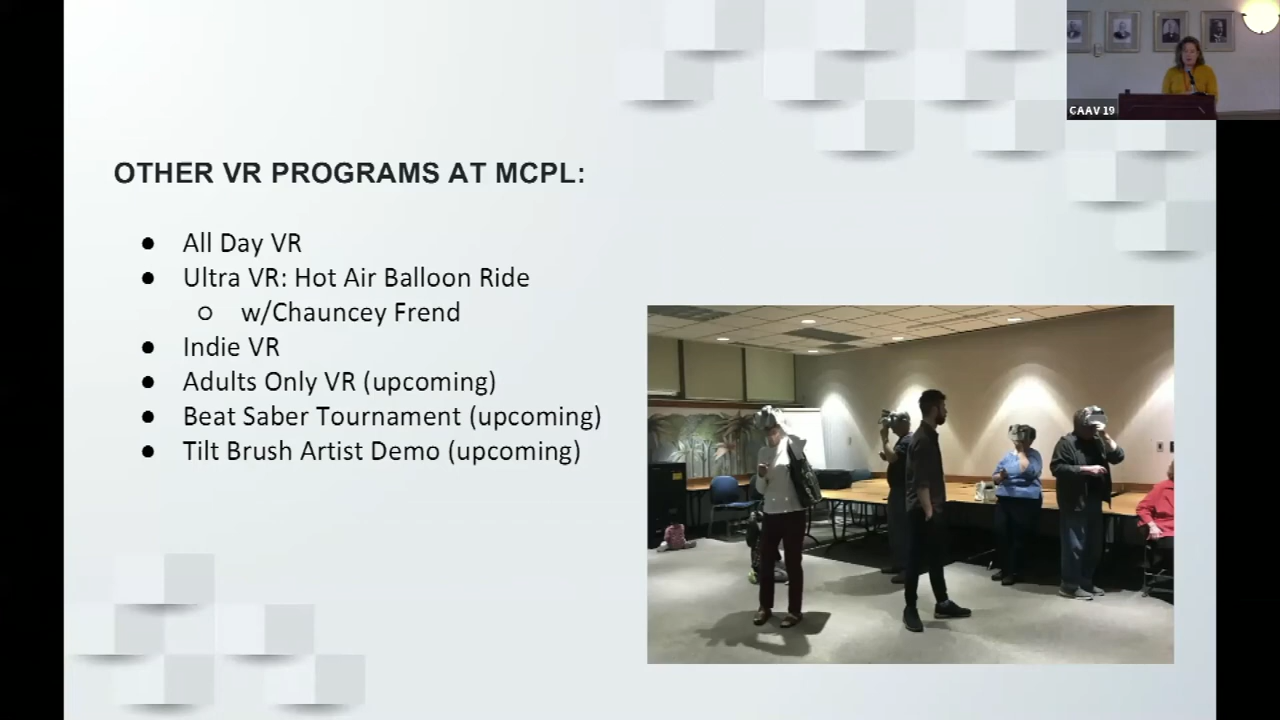 CAAV 19
OTHER VR PROGRAMS AT MCPL:
● All Day VR
● Ultra VR: Hot Air Balloon Ride
○ w/Chauncey Frend
● Indie VR
● Adults Only VR (upcoming)
● Beat Saber Tournament (upcoming)
● Tilt Brush Artist Demo (upcoming)